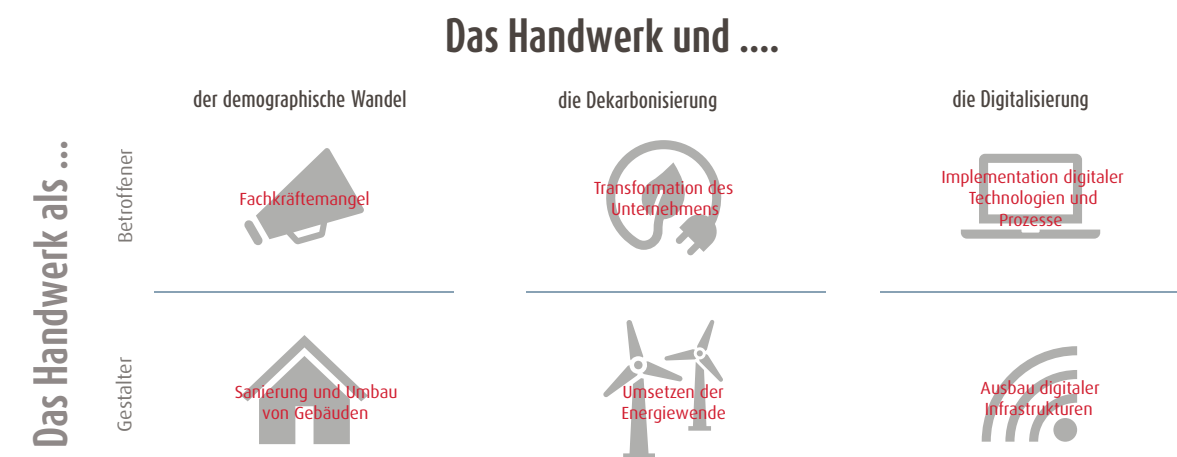 Das Handwerk und ....
der demographische Wandel
die Dekarbonisierung
die Digitalisierung
Das Handwerk als ...
Betroffener
Fachkräftemangel
Transformation des
Unternehmens
Implementation digitaler
Technologien und
Prozesse
Gestalter
Sanierung und Umbau
von Gebäuden
Umsetzen der
Energiewende
Ausbau digitaler
Infrastrukturen